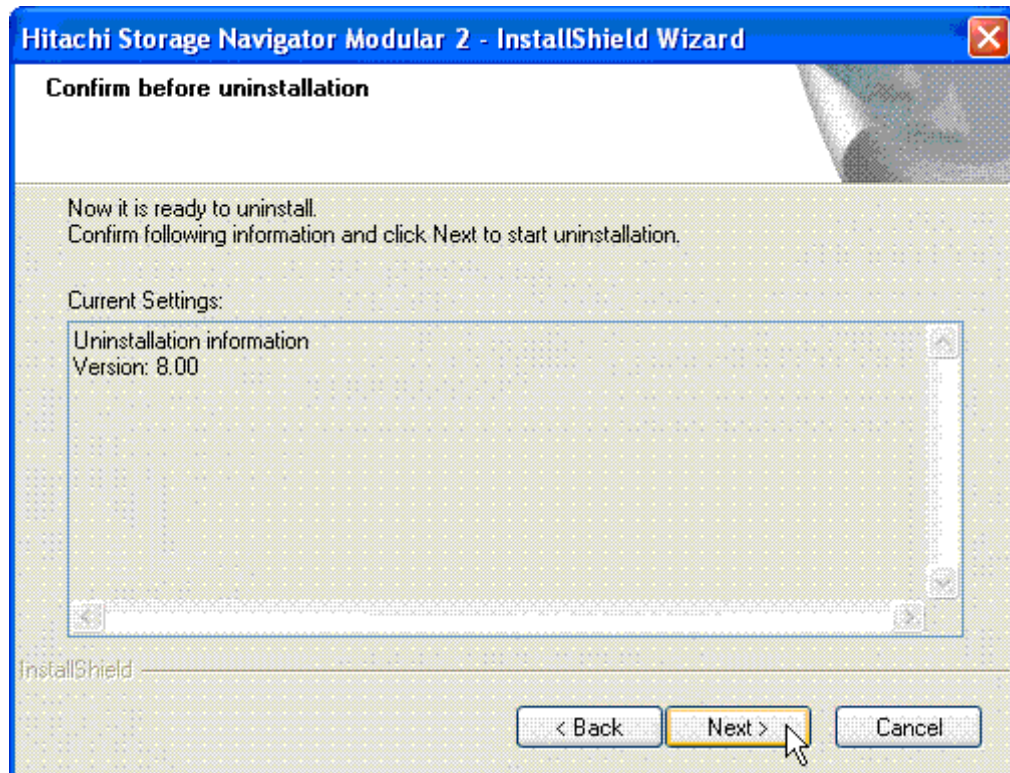 Hitachi Storage Navigator Modular 2 - InstallShield Wizard
Confirm before uninstallation
Now it is ready to uninstall.
Confirm following information and click Next to start uninstallation.
Current Settings:
Uninstallation information
Version: 8.00
InstallShield
< Back
Next >
Cancel